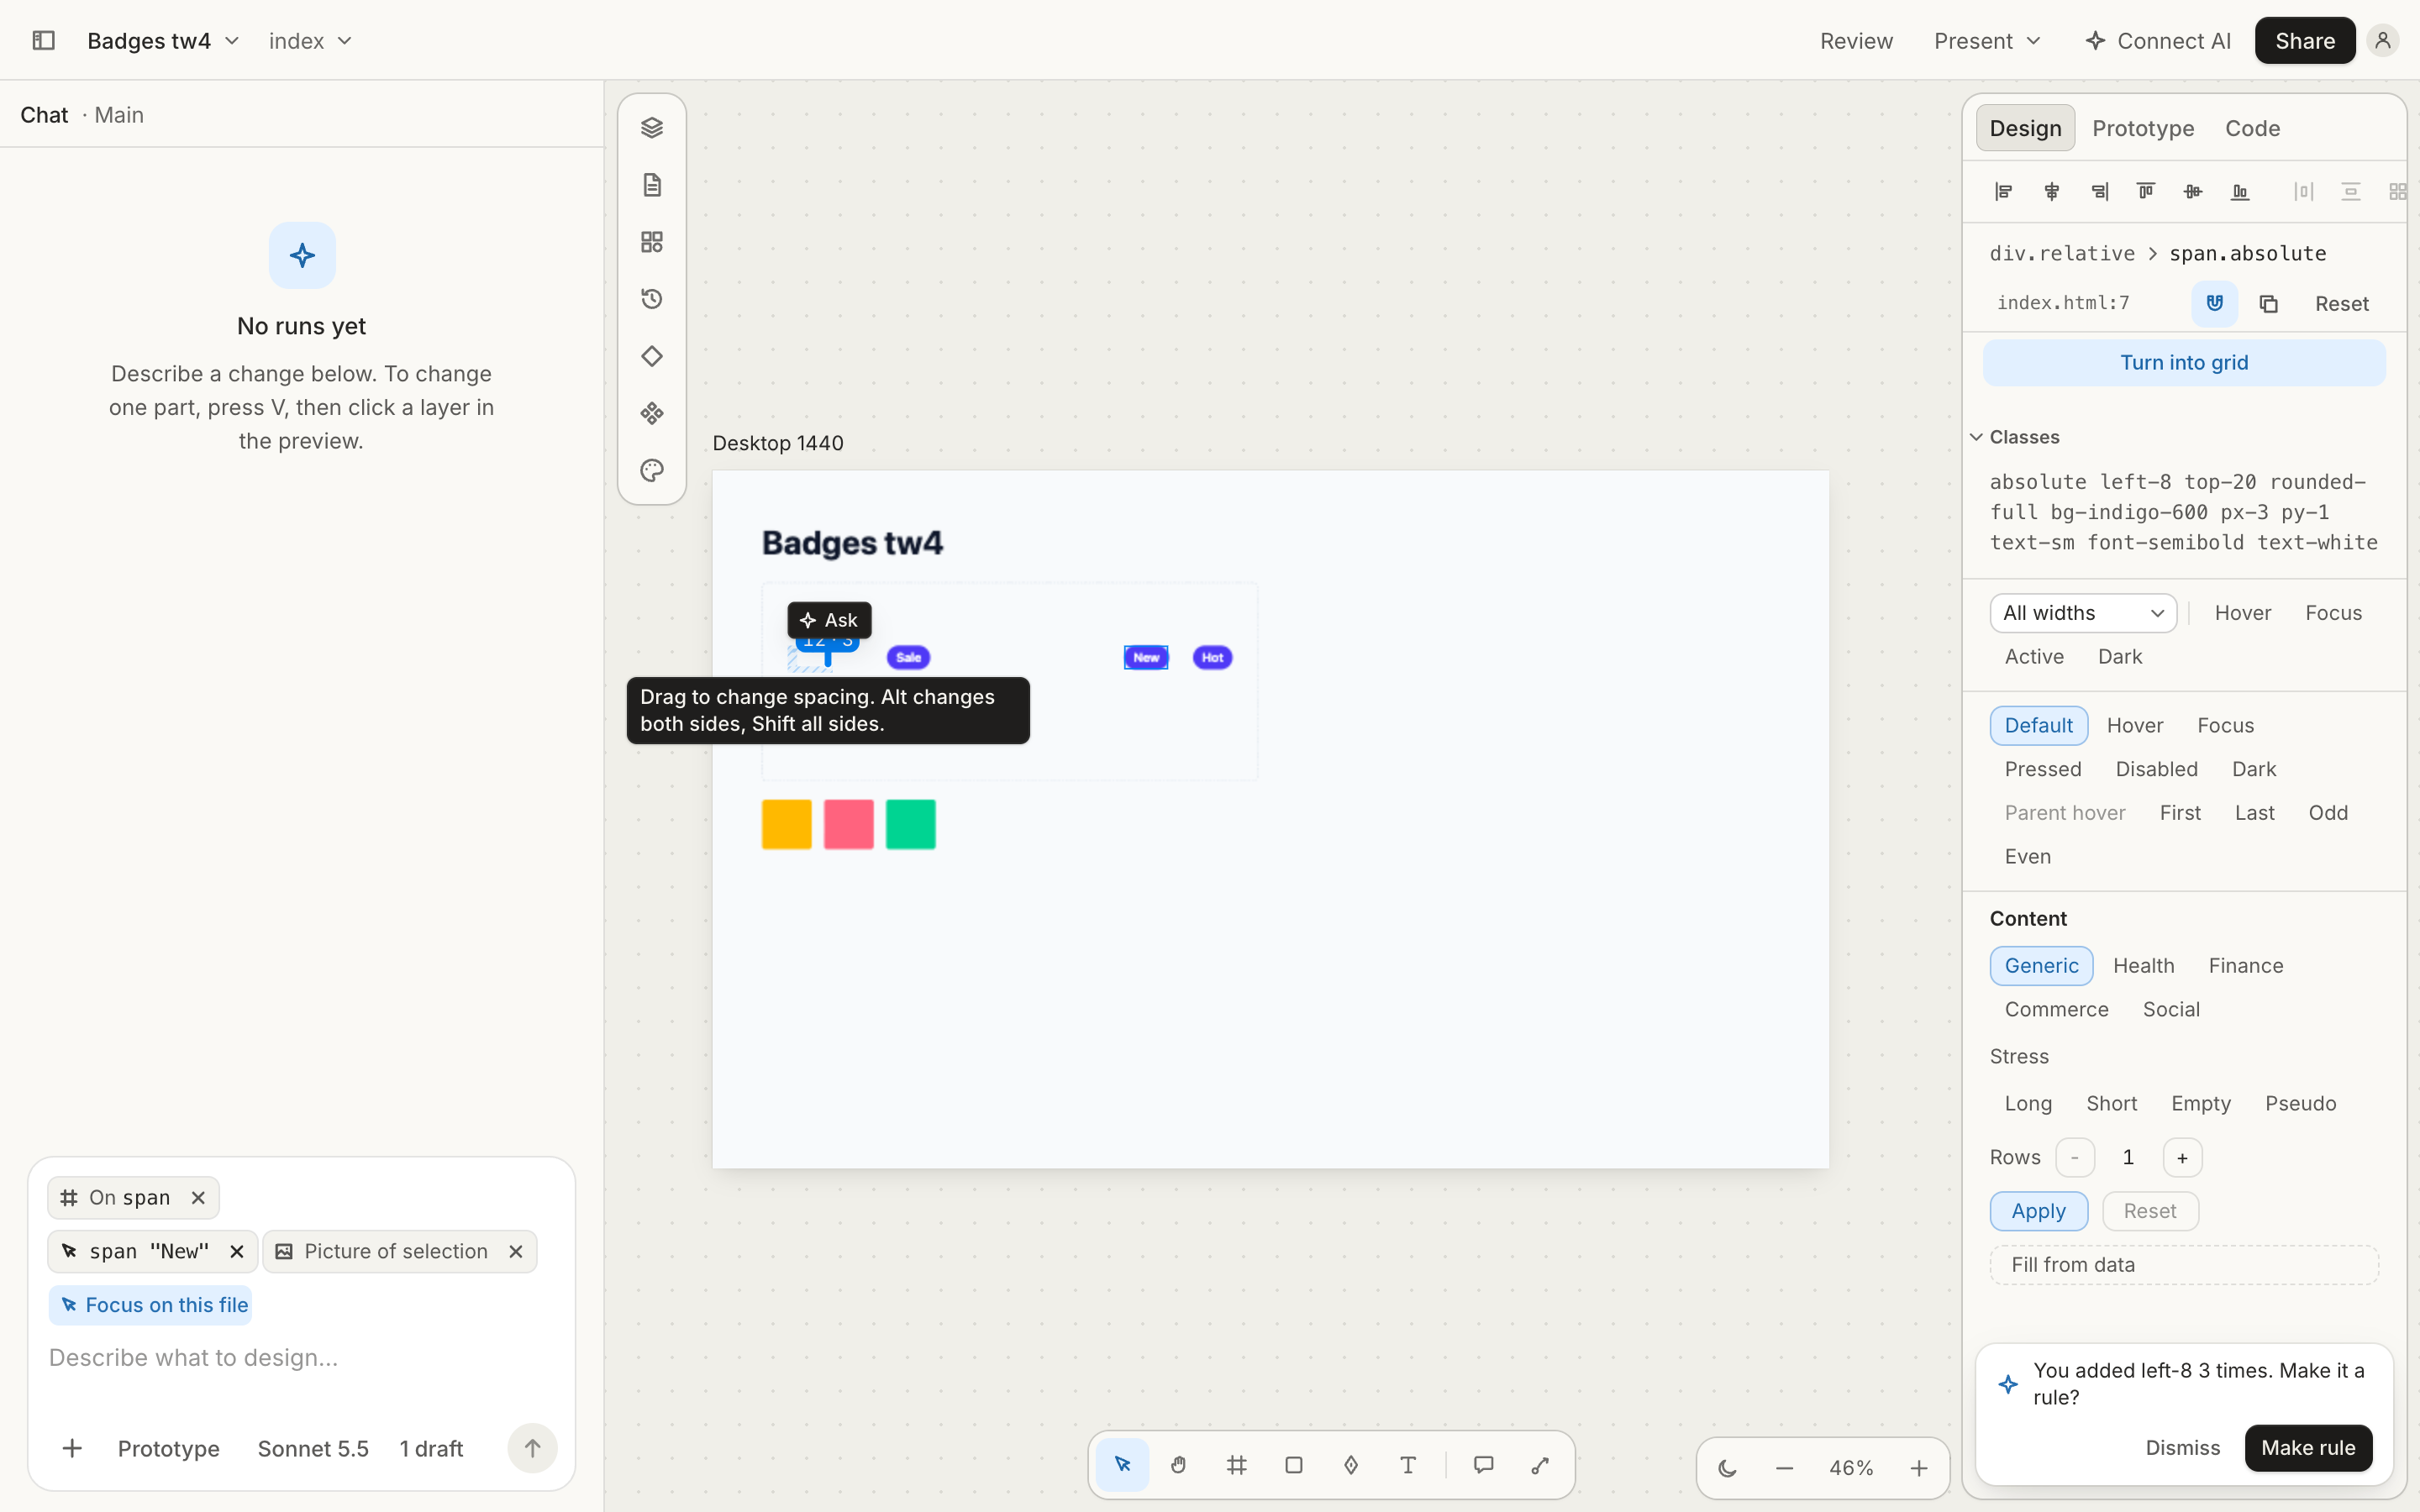 Badges tw4
index
Review
Present
Connect AI
Share
Chat · Main
No runs yet
Describe a change below. To change
one part, press V, then click a layer in
the preview.
On span
span "New"
Picture of selection
Focus on this file
Describe what to design...
Prototype
Sonnet 5.5
1 draft
Desktop 1440
Badges tw4
Ask
Sale
New
Hot
Drag to change spacing. Alt changes
both sides, Shift all sides.
46%
Design
Prototype
Code
div.relative > span.absolute
index.html:7
Reset
Turn into grid
Classes
absolute left-8 top-20 rounded-
full bg-indigo-600 px-3 py-1
text-sm font-semibold text-white
All widths
Hover
Focus
Active
Dark
Default
Hover
Focus
Pressed
Disabled
Dark
Parent hover
First
Last
Odd
Even
Content
Generic
Health
Finance
Commerce
Social
Stress
Long
Short
Empty
Pseudo
Rows
-
1
+
Apply
Reset
Fill from data
You added left-8 3 times. Make it a
rule?
Dismiss
Make rule